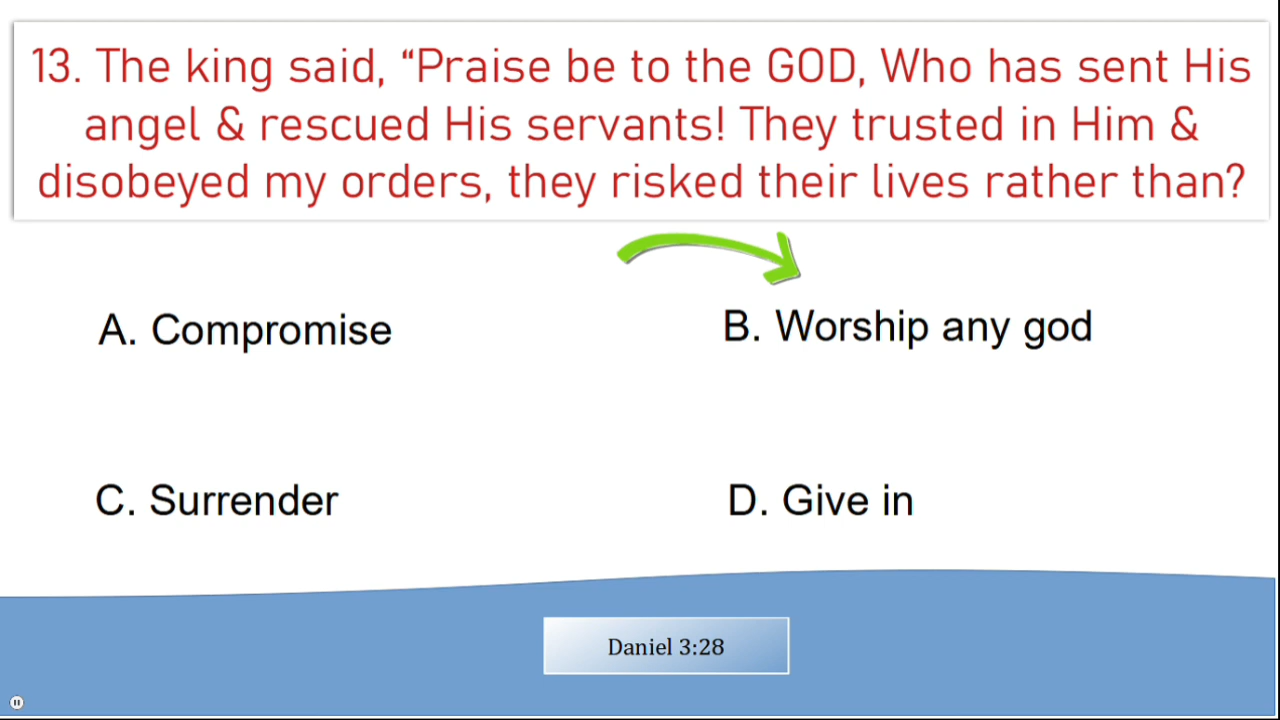 13. The king said, “Praise be to the GOD, Who has sent His
angel & rescued His servants! They trusted in Him &
disobeyed my orders, they risked their lives rather than?
A. Compromise
B. Worship any god
C. Surrender
D. Give in
Daniel 3:28